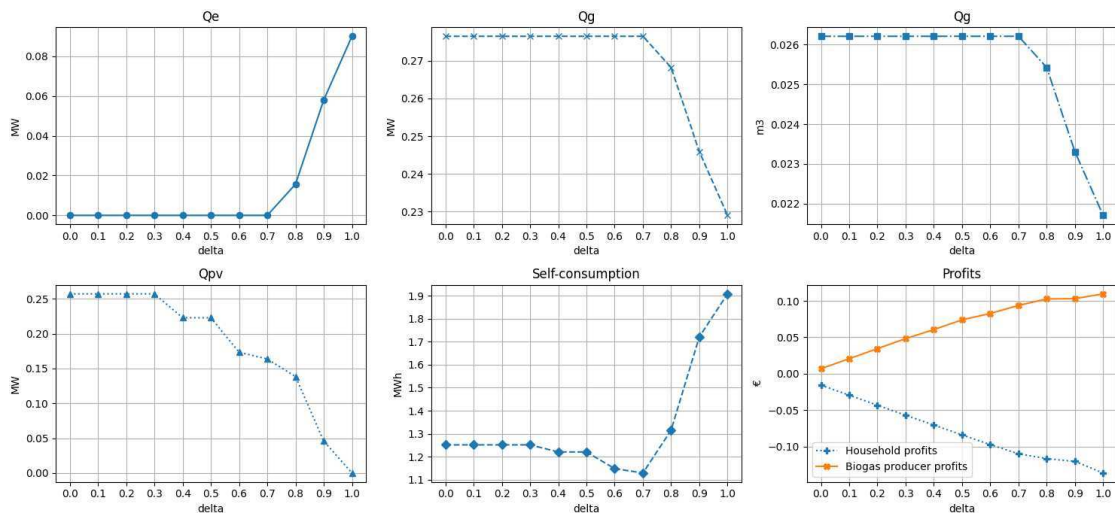 Qe
MW
0.08
0.06
0.04
0.02
0.00
0.0 0.1 0.2 0.3 0.4 0.5 0.6 0.7 0.8 0.9 1.0
delta
Qg
MW
0.27
0.26
0.25
0.24
0.23
0.0 0.1 0.2 0.3 0.4 0.5 0.6 0.7 0.8 0.9 1.0
delta
Qg
m3
0.026
0.025
0.024
0.023
0.022
0.0 0.1 0.2 0.3 0.4 0.5 0.6 0.7 0.8 0.9 1.0
delta
Qpv
MW
0.25
0.20
0.15
0.10
0.05
0.00
0.0 0.1 0.2 0.3 0.4 0.5 0.6 0.7 0.8 0.9 1.0
delta
Self-consumption
MWh
1.9
1.8
1.7
1.6
1.5
1.4
1.3
1.2
1.1
0.0 0.1 0.2 0.3 0.4 0.5 0.6 0.7 0.8 0.9 1.0
delta
Profits
€
0.10
0.05
0.00
−0.05
−0.10
Household profits
Biogas producer profits
0.0 0.1 0.2 0.3 0.4 0.5 0.6 0.7 0.8 0.9 1.0
delta